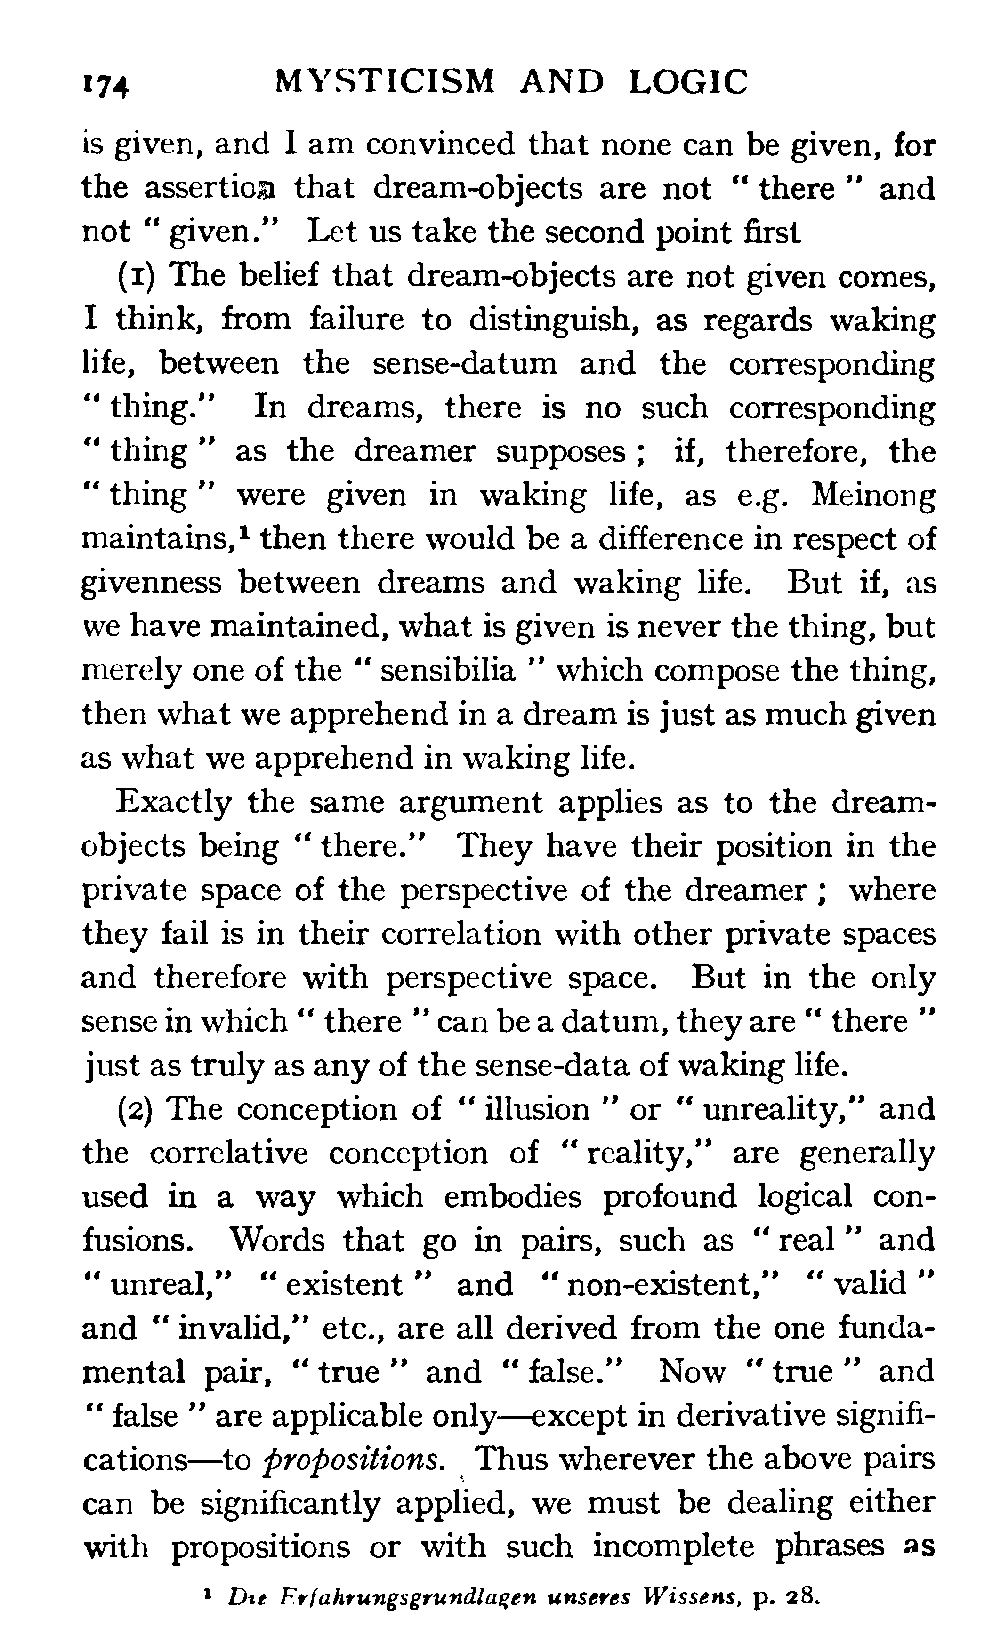 174 MYSTICISM AND LOGIC
is given, and I am convinced that none can be given, for
the assertion that dream-objects are not “ there ” and
not “ given.” Let us take the second point first
(1) The belief that dream-objects are not given comes,
I think, from failure to distinguish, as regards waking
life, between the sense-datum and the corresponding
“ thing.” In dreams, there is no such corresponding
“ thing ” as the dreamer supposes ; if, therefore, the
“ thing ” were given in waking life, as e.g. Meinong
maintains,¹ then there would be a difference in respect of
givenness between dreams and waking life. But if, as
we have maintained, what is given is never the thing, but
merely one of the “ sensibilia ” which compose the thing,
then what we apprehend in a dream is just as much given
as what we apprehend in waking life.
Exactly the same argument applies as to the dream-
objects being “ there.” They have their position in the
private space of the perspective of the dreamer ; where
they fail is in their correlation with other private spaces
and therefore with perspective space. But in the only
sense in which “ there ” can be a datum, they are “ there ”
just as truly as any of the sense-data of waking life.
(2) The conception of “ illusion ” or “ unreality,” and
the correlative conception of “ reality,” are generally
used in a way which embodies profound logical con-
fusions. Words that go in pairs, such as “ real ” and
“ unreal,” “ existent ” and “ non-existent,” “ valid ”
and “ invalid,” etc., are all derived from the one funda-
mental pair, “ true ” and “ false.” Now “ true ” and
“ false ” are applicable only—except in derivative signifi-
cations—to propositions. Thus wherever the above pairs
can be significantly applied, we must be dealing either
with propositions or with such incomplete phrases as
¹ Die Erfahrungsgrundlagen unseres Wissens, p. 28.